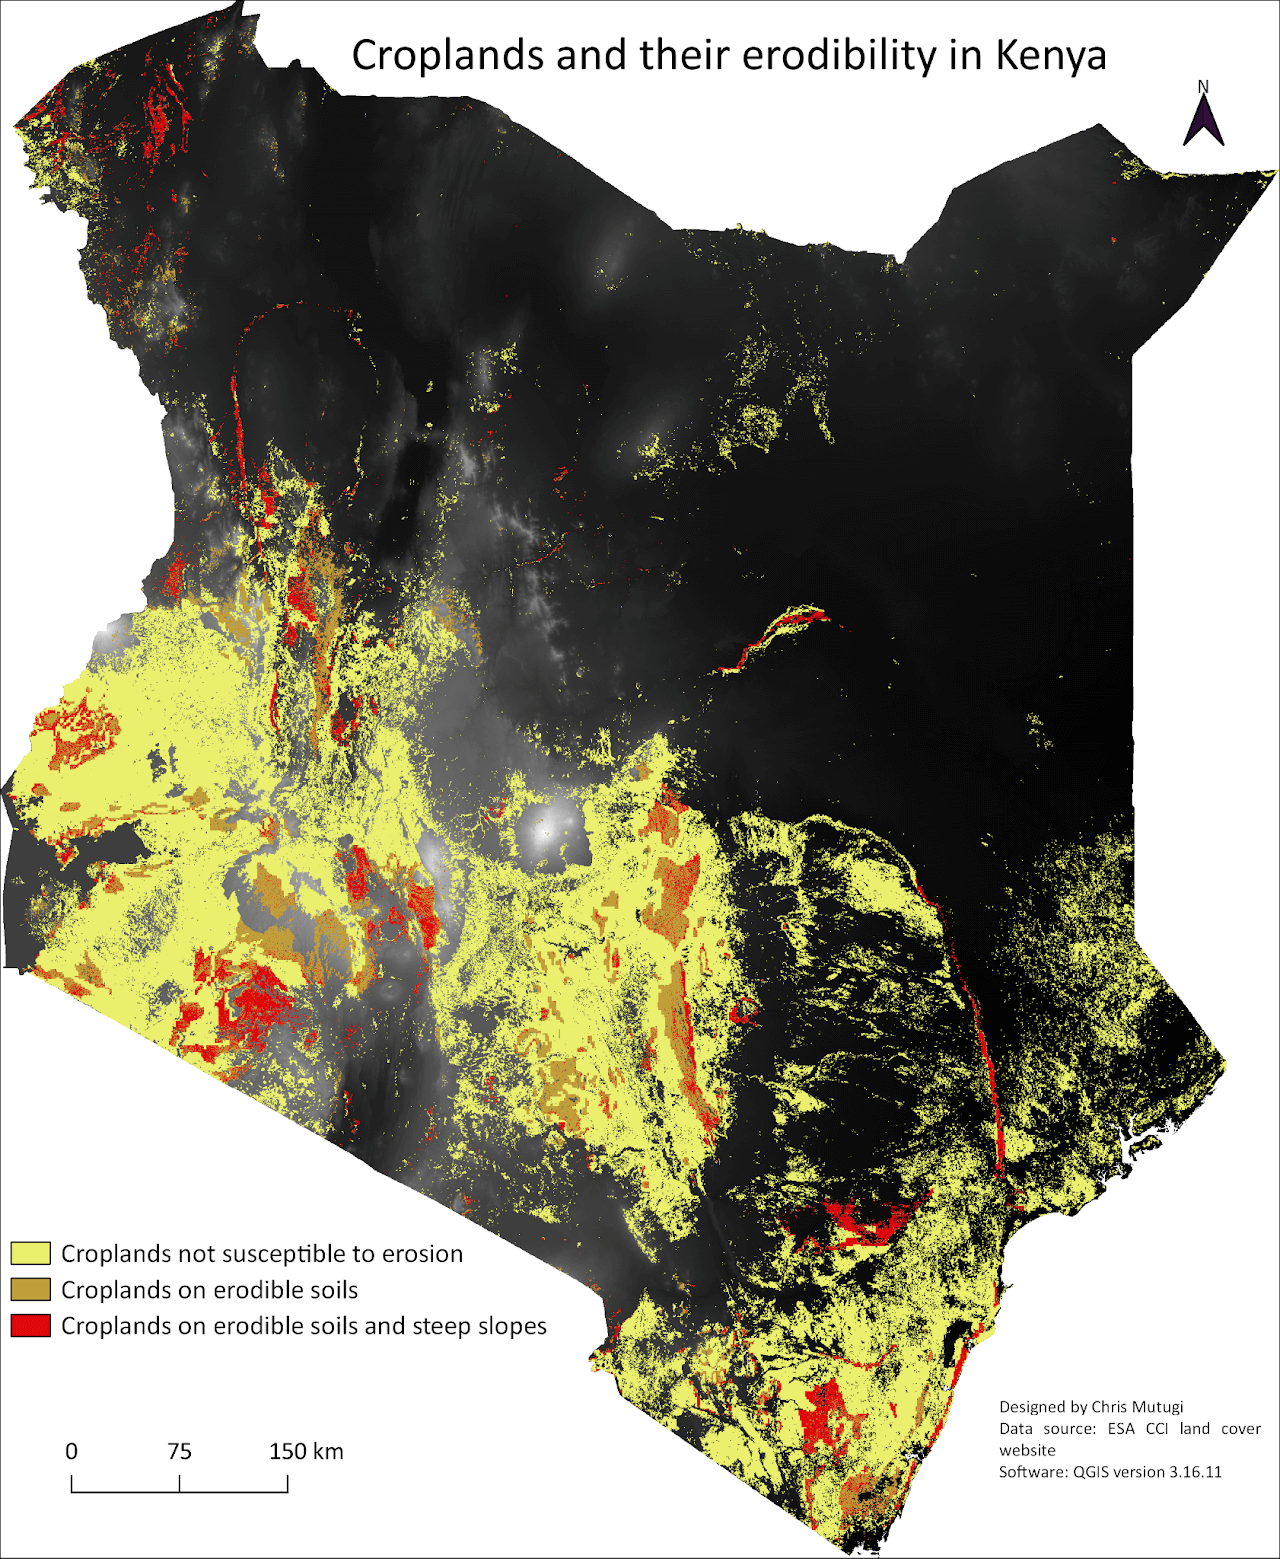 Croplands and their erodibility in Kenya
N
Croplands not susceptible to erosion
Croplands on erodible soils
Croplands on erodible soils and steep slopes
0 75 150 km
Designed by Chris Mutugi
Data source: ESA CCI land cover
website
Software: QGIS version 3.16.11